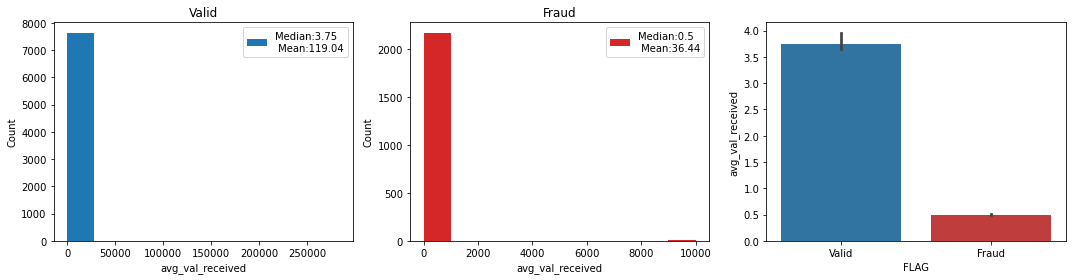 Valid
8000
7000
6000
5000
4000
3000
2000
1000
0
Count
Median:3.75
Mean:119.04
0 50000 100000 150000 200000 250000
avg_val_received
Fraud
2000
1500
1000
500
0
Count
Median:0.5
Mean:36.44
0 2000 4000 6000 8000 10000
avg_val_received
4.0
3.5
3.0
2.5
2.0
1.5
1.0
0.5
0.0
avg_val_received
Valid Fraud
FLAG